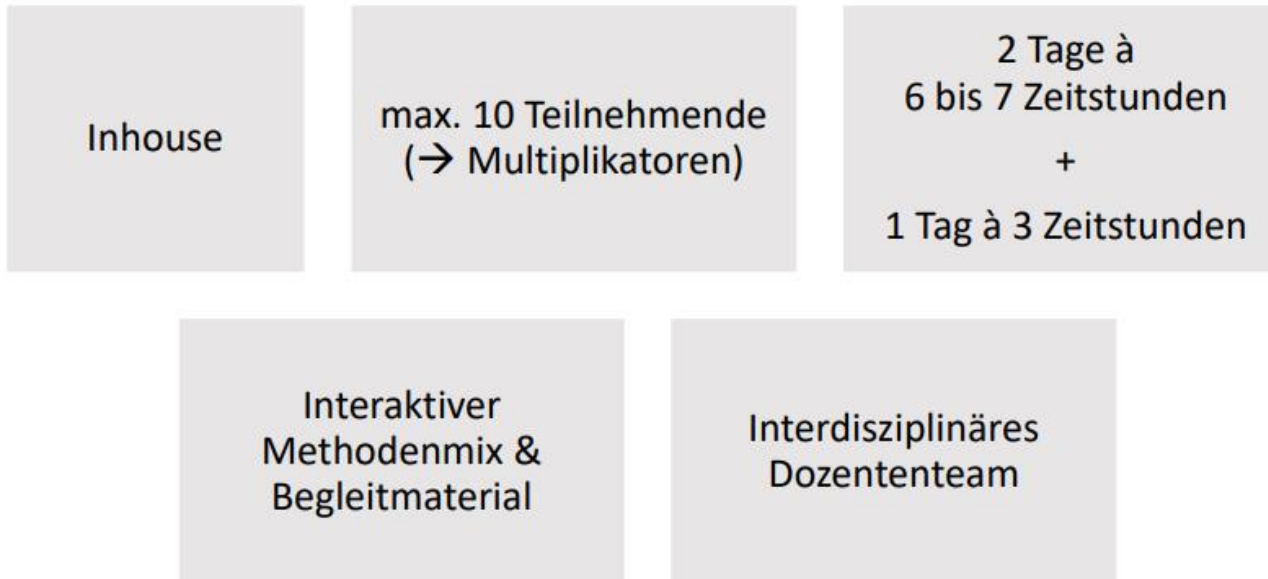 Inhouse
max. 10 Teilnehmende
(→ Multiplikatoren)
2 Tage à
6 bis 7 Zeitstunden
+
1 Tag à 3 Zeitstunden
Interaktiver
Methodenmix &
Begleitmaterial
Interdisziplinäres
Dozententeam